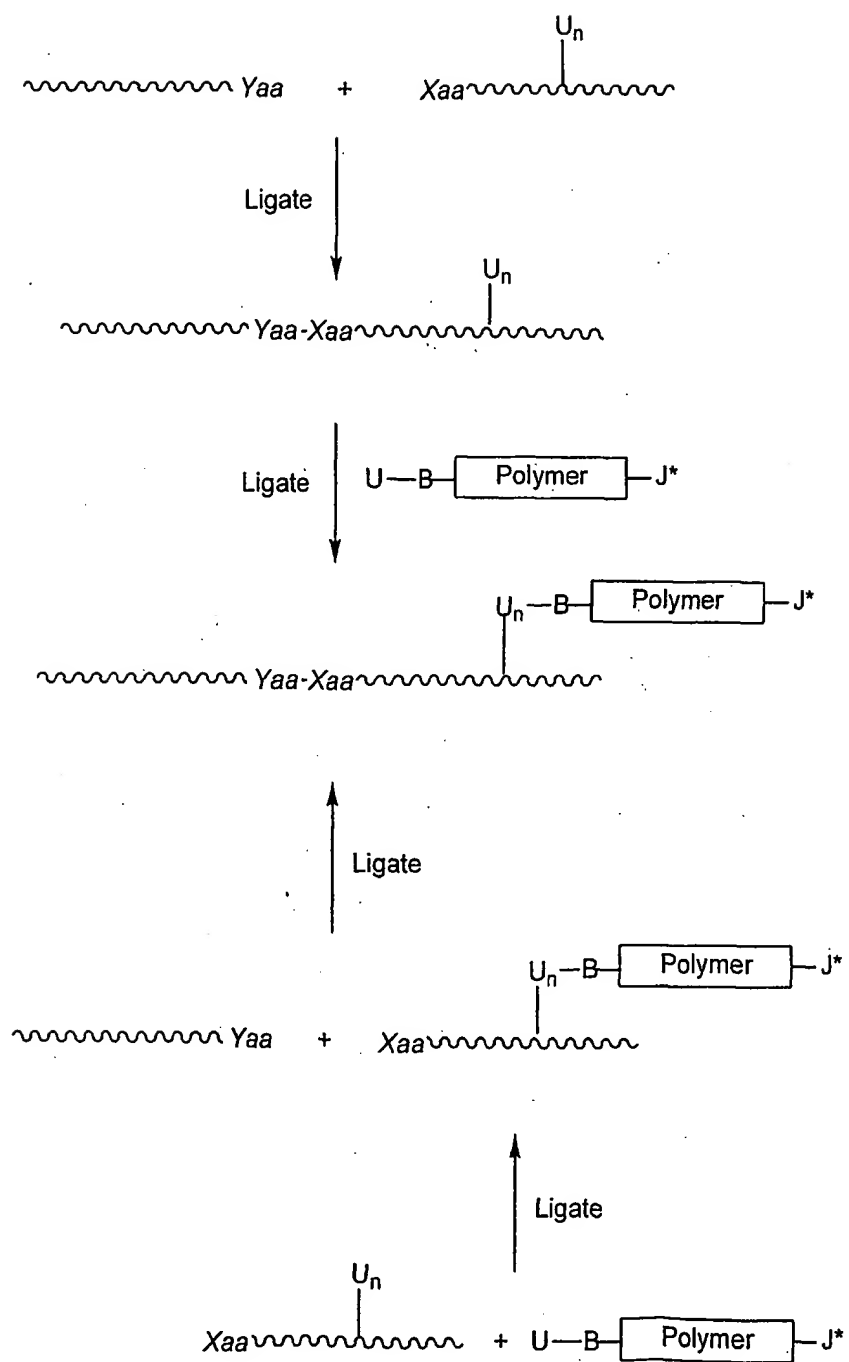 Un
Yaa + Xaa
Ligate
Un
Yaa-Xaa
Ligate U—B— Polymer —J*
Un—B— Polymer —J*
Yaa-Xaa
Ligate
Un—B— Polymer —J*
Yaa + Xaa
Ligate
Un
Xaa + U—B— Polymer —J*